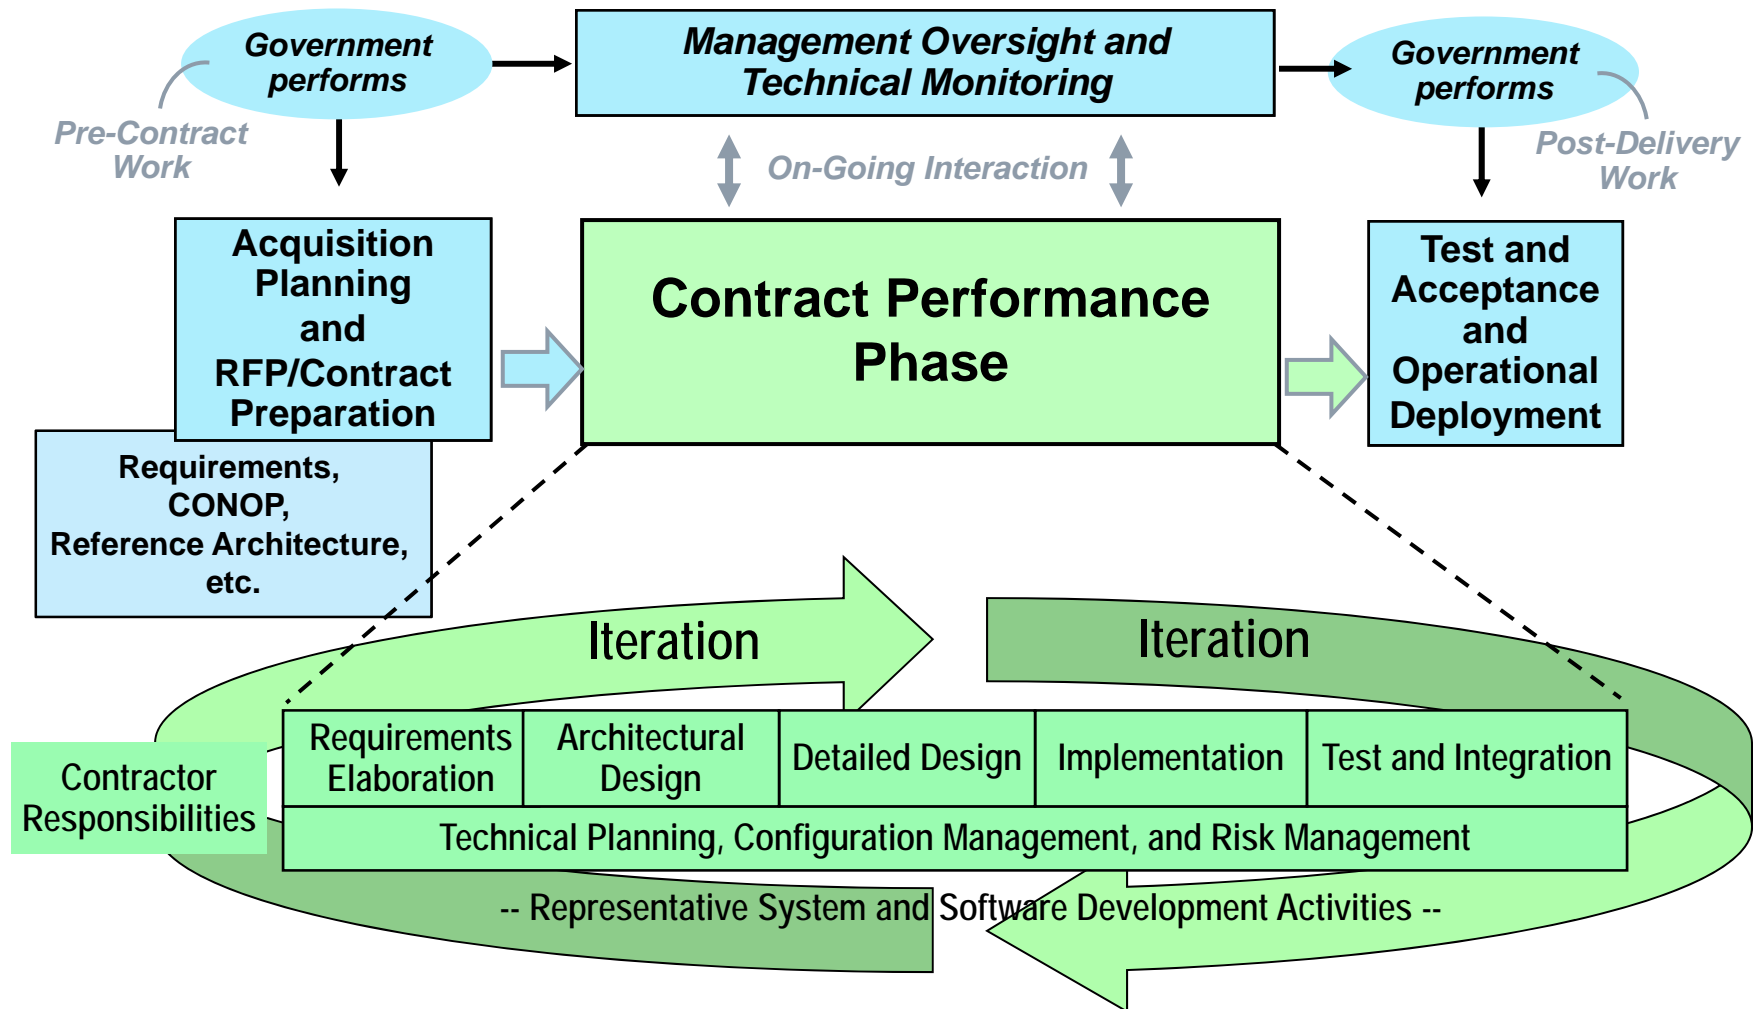 Government
performs
Management Oversight and
Technical Monitoring
Government
performs
Pre-Contract
Work
On-Going Interaction
Post-Delivery
Work
Acquisition
Planning
and
RFP/Contract
Preparation
Contract Performance
Phase
Test and
Acceptance
and
Operational
Deployment
Requirements,
CONOP,
Reference Architecture,
etc.
Iteration
Iteration
Contractor
Responsibilities
Requirements
Elaboration
Architectural
Design
Detailed Design
Implementation
Test and Integration
Technical Planning, Configuration Management, and Risk Management
-- Representative System and Software Development Activities --